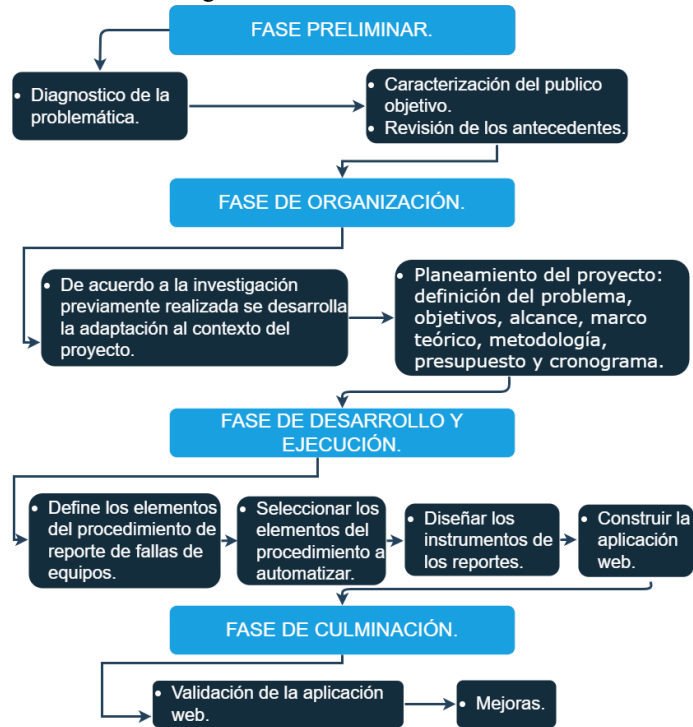 FASE PRELIMINAR.
• Diagnostico de la
problemática.
• Caracterización del publico
objetivo.
• Revisión de los antecedentes.
FASE DE ORGANIZACIÓN.
• De acuerdo a la investigación
previamente realizada se desarrolla
la adaptación al contexto del
proyecto.
• Planeamiento del proyecto:
definición del problema,
objetivos, alcance, marco
teórico, metodología,
presupuesto y cronograma.
FASE DE DESARROLLO Y
EJECUCIÓN.
• Define los elementos
del procedimiento de
reporte de fallas de
equipos.
• Seleccionar los
elementos del
procedimiento a
automatizar.
• Diseñar los
instrumentos de
los reportes.
• Construir la
aplicación
web.
FASE DE CULMINACIÓN.
• Validación de la aplicación
web.
• Mejoras.